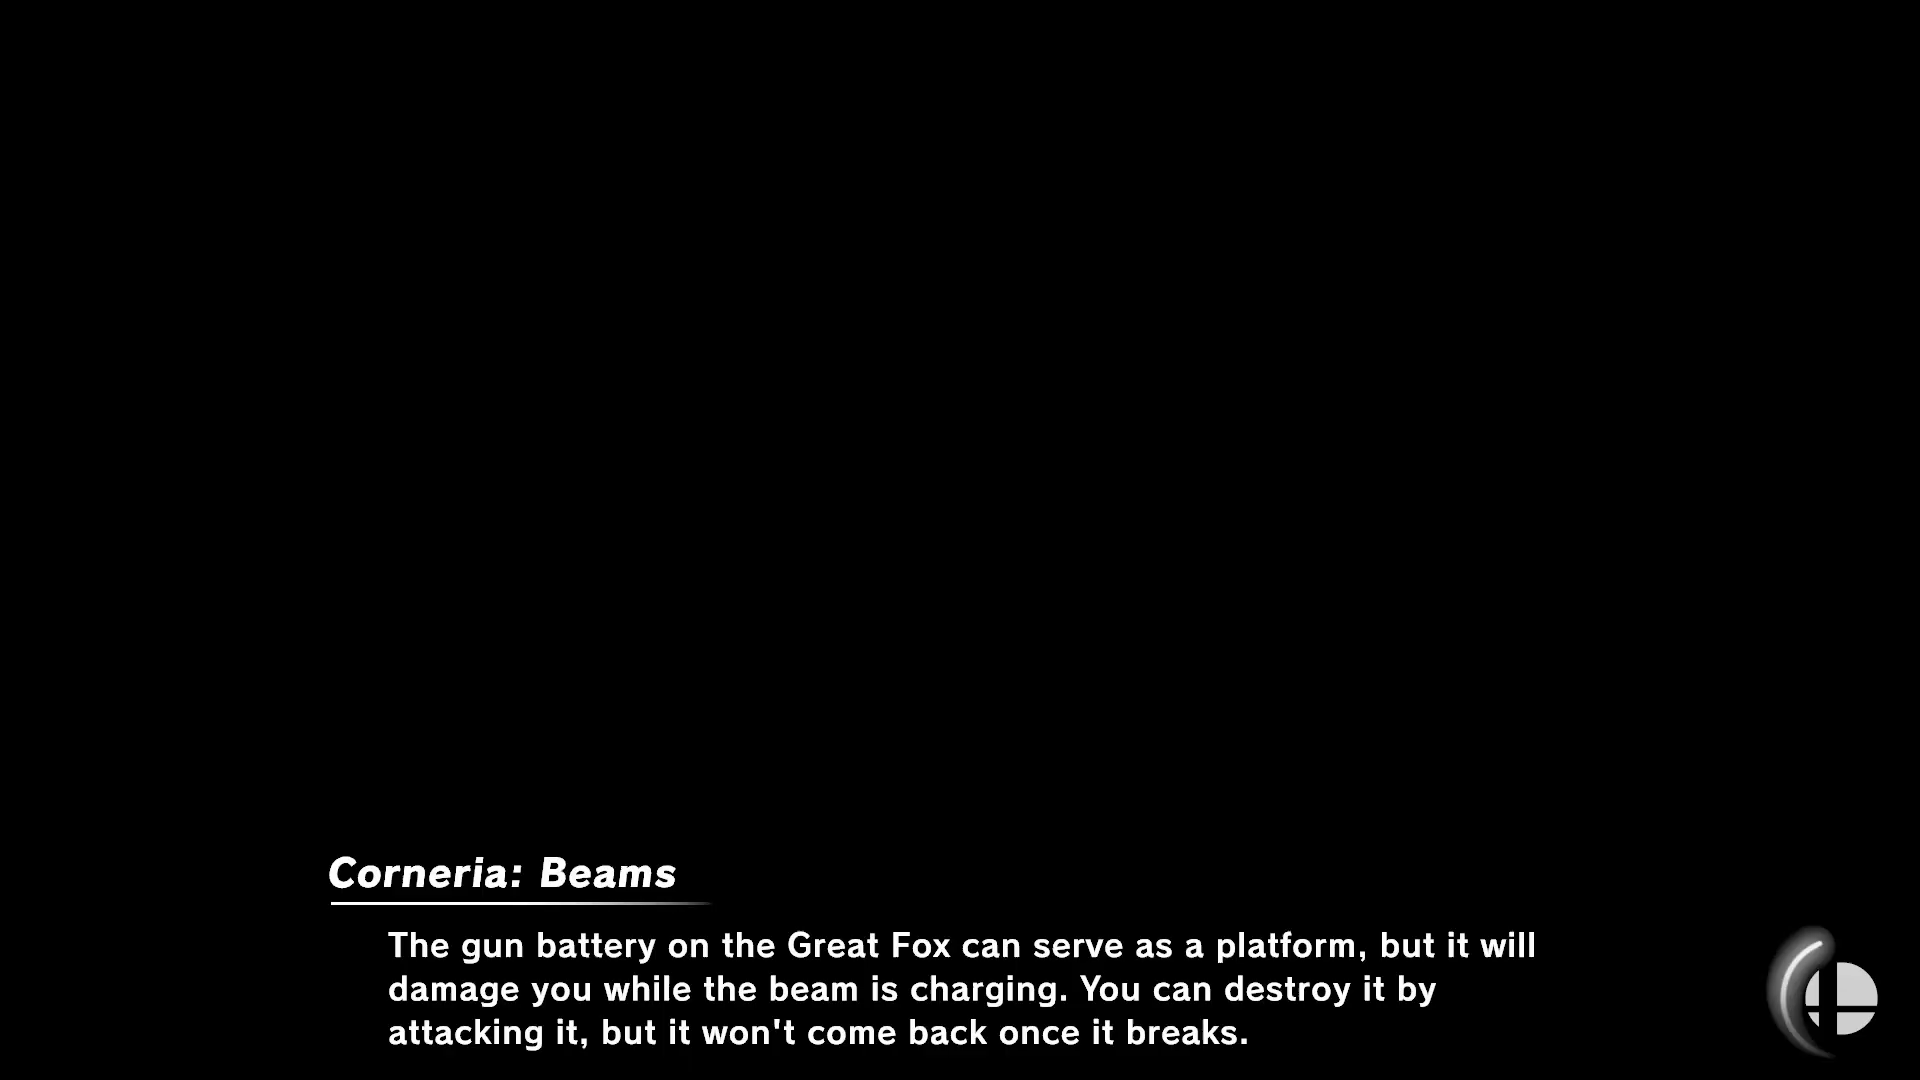 Corneria: Beams
The gun battery on the Great Fox can serve as a platform, but it will
damage you while the beam is charging. You can destroy it by
attacking it, but it won't come back once it breaks.